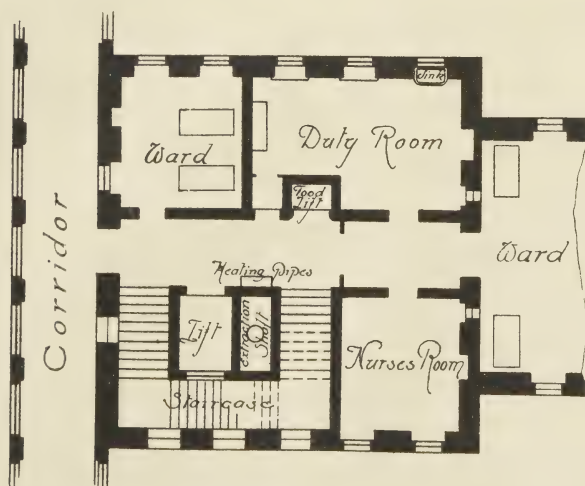 Sink
Duty Room
Ward
Food
Lift
Corridor
Ward
Heating Pipes
Lift
Extraction
Shaft
Nurses Room
Staircase